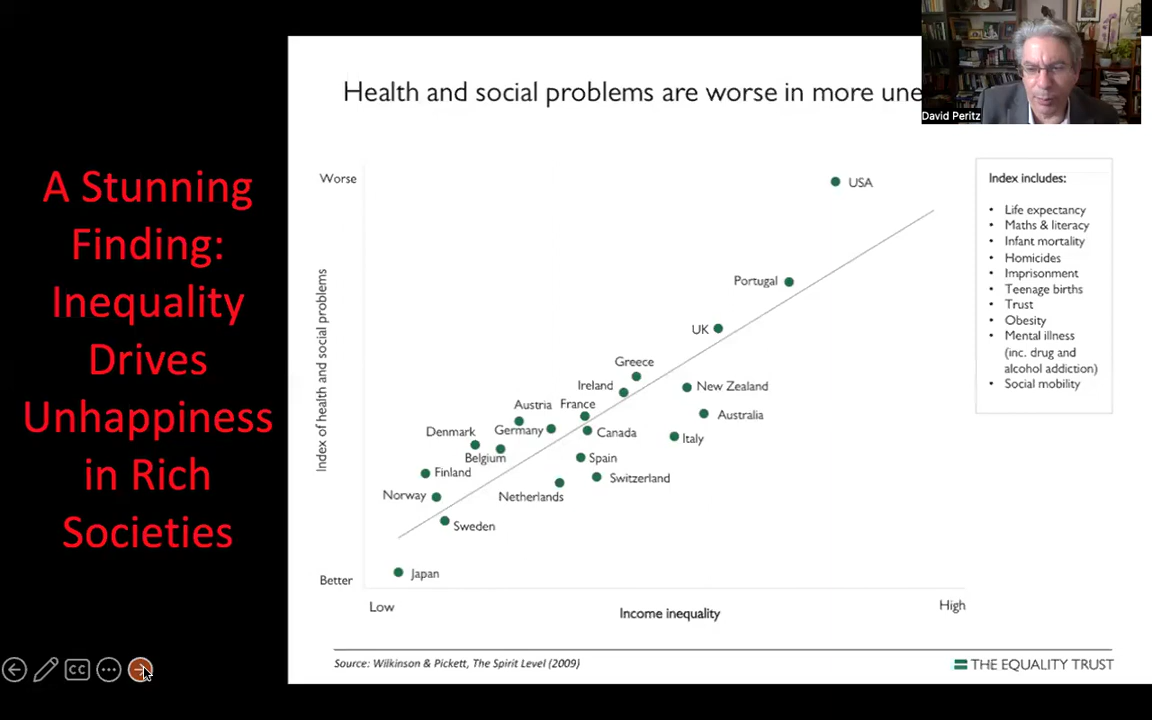 A Stunning
Finding:
Inequality
Drives
Unhappiness
in Rich
Societies
Health and social problems are worse in more une
David Peritz
Worse
Index of health and social problems
Better
USA
Portugal
UK
Greece
Ireland
New Zealand
Austria
France
Australia
Denmark
Germany
Canada
Italy
Belgium
Spain
Finland
Switzerland
Norway
Netherlands
Sweden
Japan
Low
Income inequality
High
Index includes:
• Life expectancy
• Maths & literacy
• Infant mortality
• Homicides
• Imprisonment
• Teenage births
• Trust
• Obesity
• Mental illness
(inc. drug and
alcohol addiction)
• Social mobility
Source: Wilkinson & Pickett, The Spirit Level (2009)
THE EQUALITY TRUST
CC